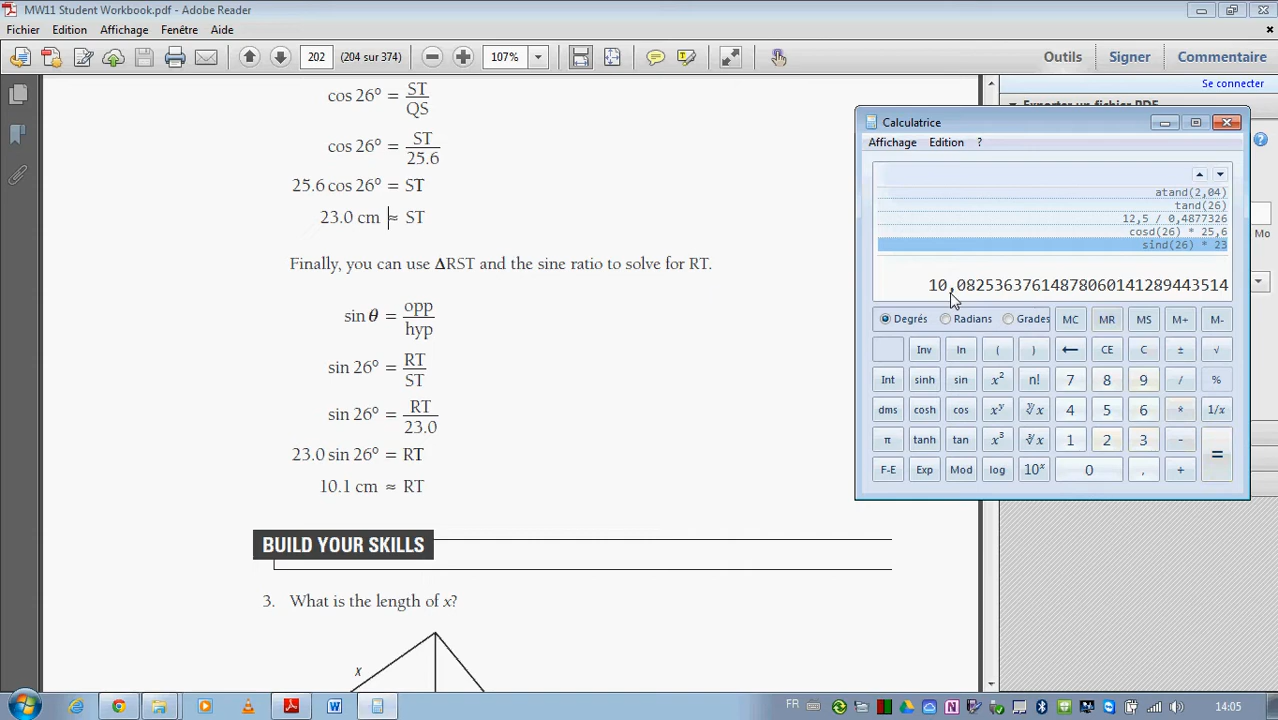 MW11 Student Workbook.pdf - Adobe Reader
Fichier Edition Affichage Fenêtre Aide
202 (204 sur 374) 107% Outils Signer Commentaire
Se connecter
cos 26° = ST/QS
cos 26° = ST/25.6
25.6 cos 26° = ST
23.0 cm ≈ ST
Finally, you can use ΔRST and the sine ratio to solve for RT.
sin θ = opp/hyp
sin 26° = RT/ST
sin 26° = RT/23.0
23.0 sin 26° = RT
10.1 cm ≈ RT
BUILD YOUR SKILLS
3. What is the length of x?
x
Mo
Calculatrice
Affichage Edition ?
atand(2,04)
tand(26)
12,5 / 0,4877326
cosd(26) * 25,6
sind(26) * 23
10,082536376148780601412894435​14
Degrés Radians Grades MC MR MS M+ M-
Inv ln ( ) ← CE C ± √
Int sinh sin x² n! 7 8 9 / %
dms cosh cos xʸ ʸ√x 4 5 6 * 1/x
π tanh tan x³ ³√x 1 2 3 - =
F-E Exp Mod log 10ˣ 0 , +
FR 14:05